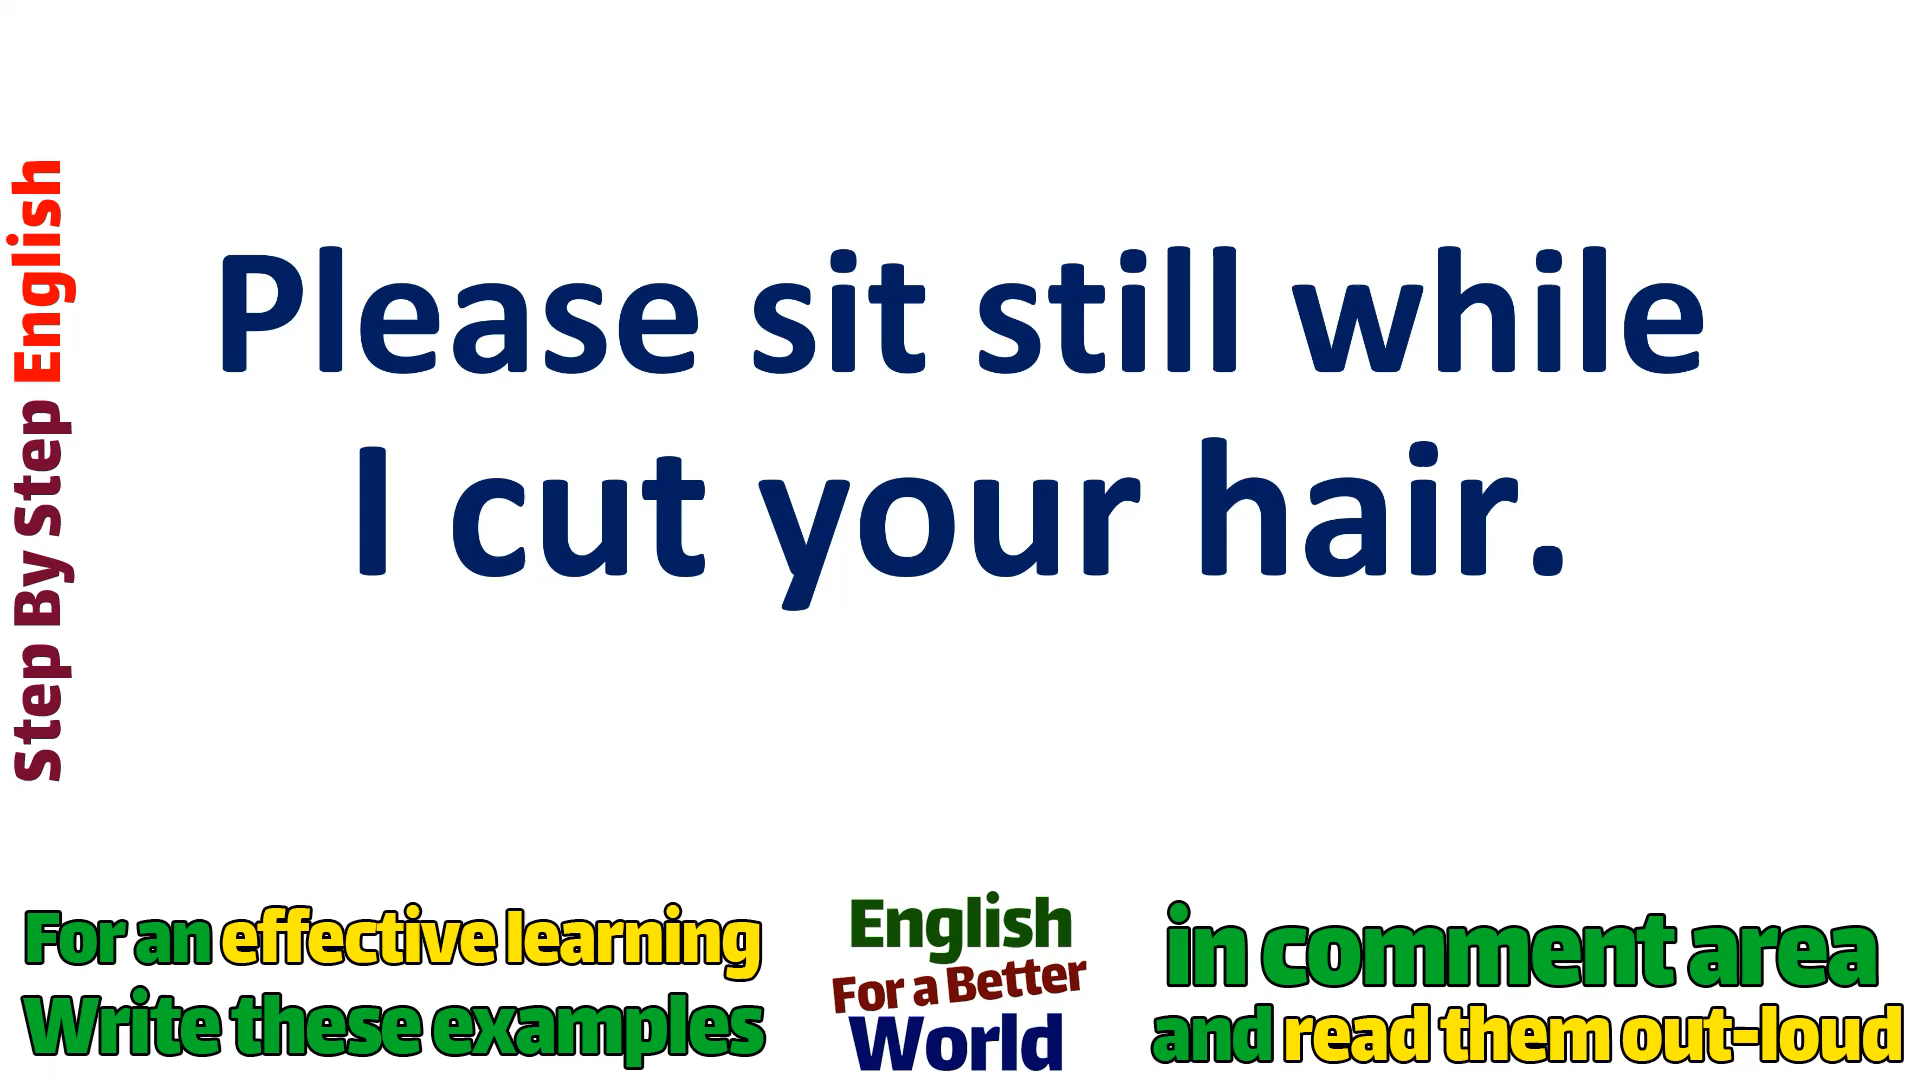 Please sit still while
I cut your hair.
Step By Step English
For an effective learning
Write these examples
English
For a Better
World
in comment area
and read them out-loud